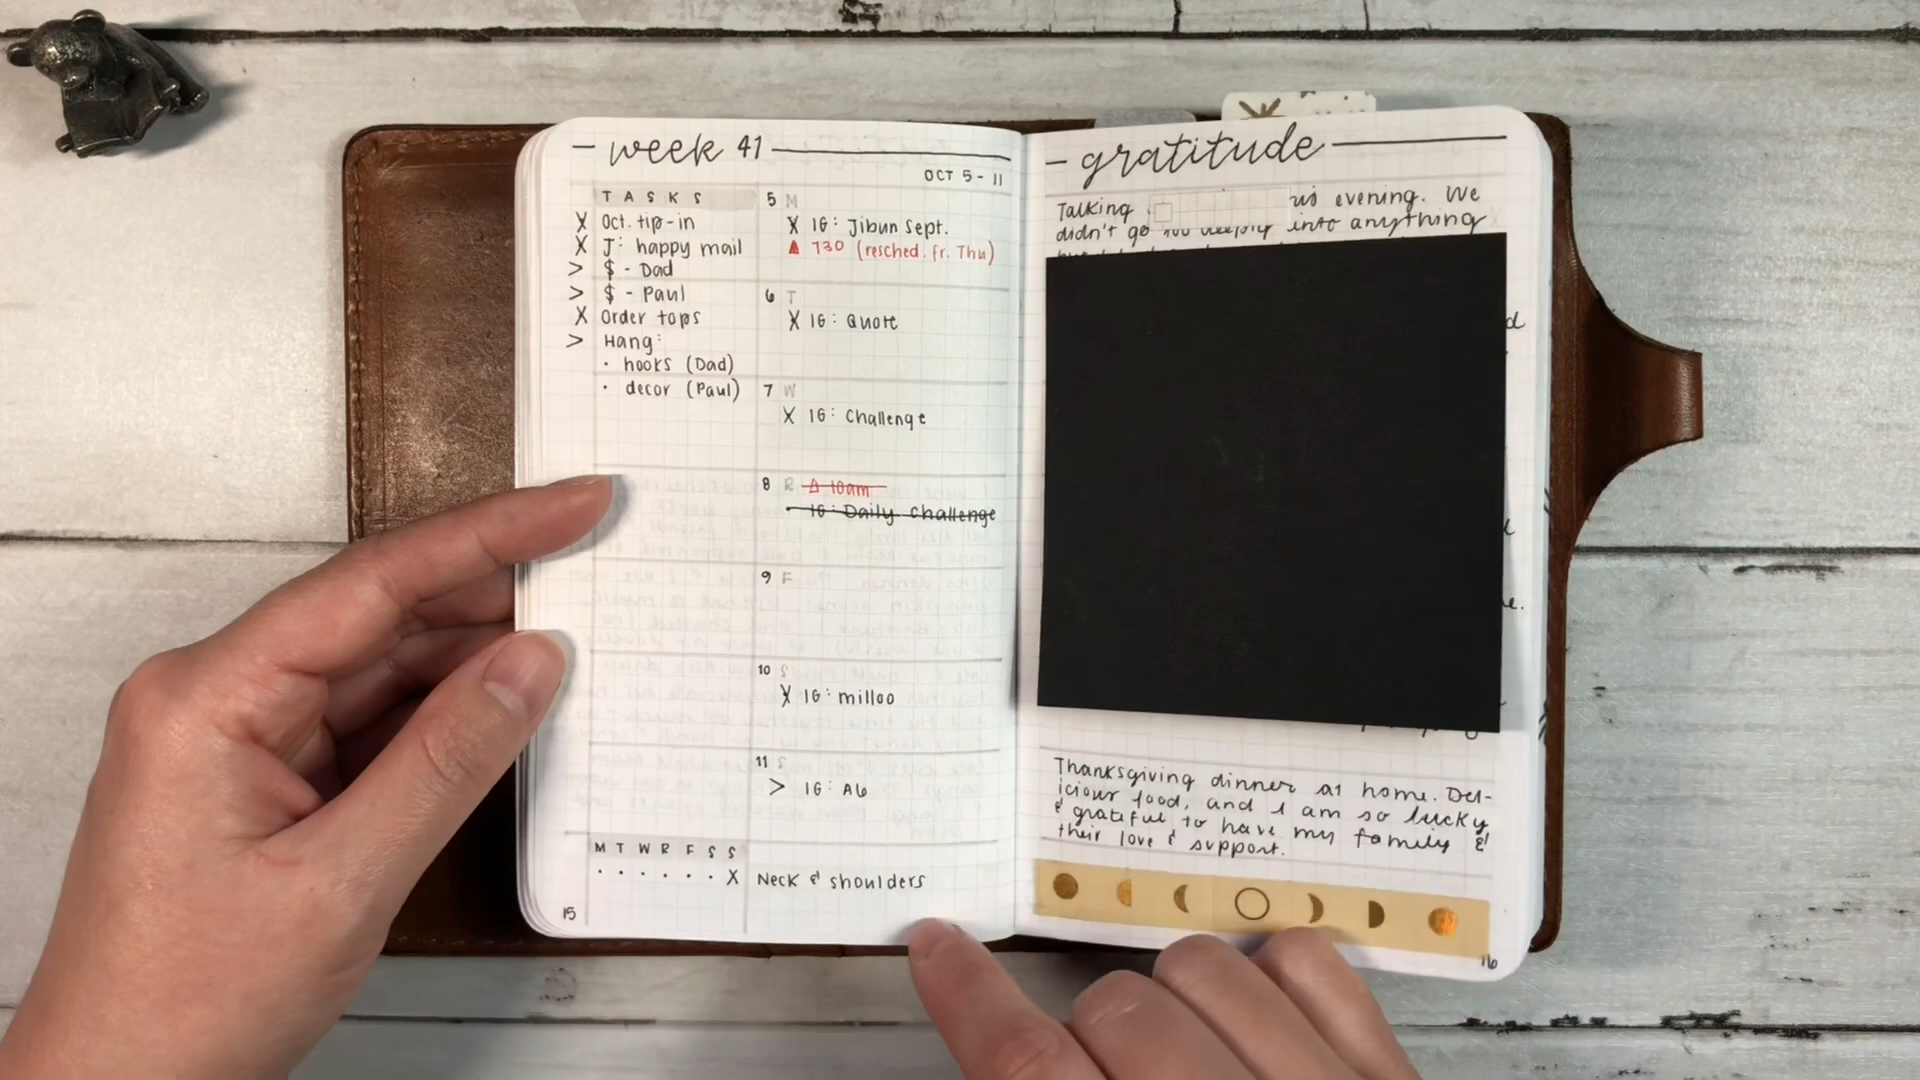 week 41
OCT 5 - 11
TASKS
X Oct. tip-in
X J: happy mail
> $ - Dad
> $ - Paul
X Order tops
> Hang:
· hooks (Dad)
· decor (Paul)
5 M
X IG: Jibun Sept.
730 (resched. fr. Thu)
6 T
X IG: Quote
7 W
X IG: Challenge
8 R 10am
IG: Daily Challenge
9 F
10 S
X IG: milloo
11 S
> IG: A6
M T W R F S S
· · · · · · X Neck & shoulders
15
gratitude
Talking evening. We
didn't go too deeply into anything
Thanksgiving dinner at home. Del-
icious food, and I am so lucky
& grateful to have my family &
their love & support.
16